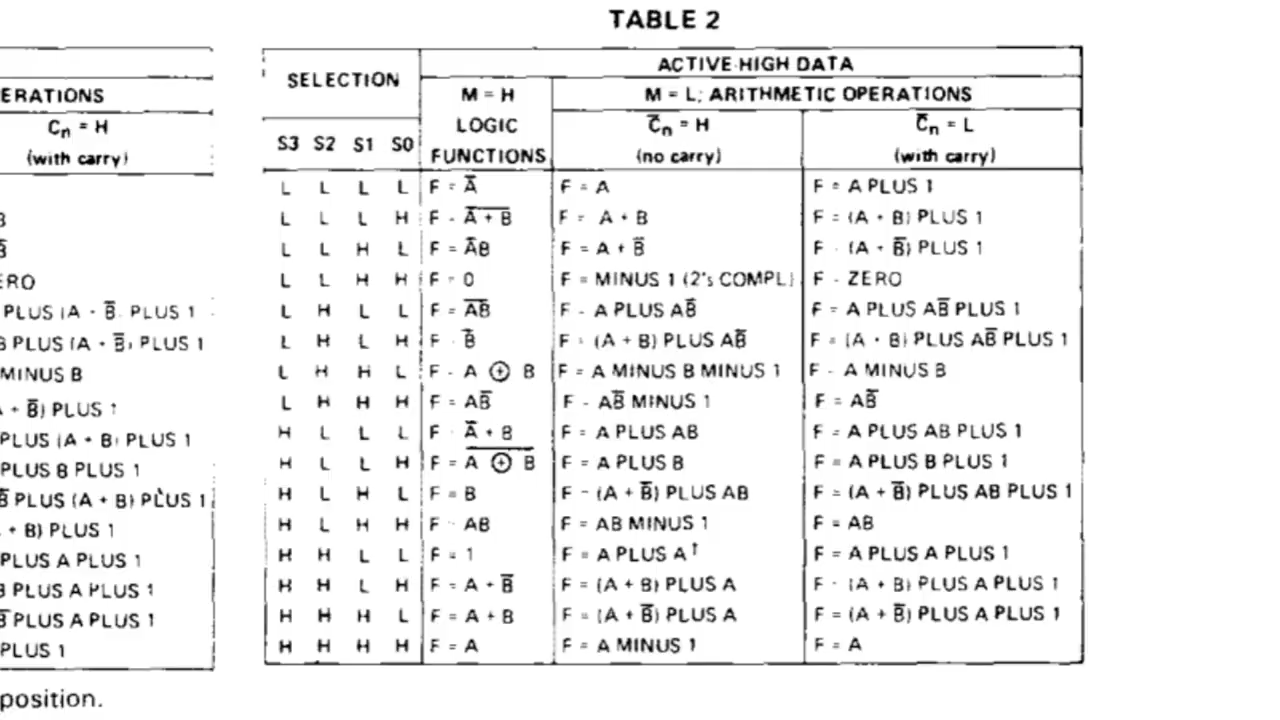 TABLE 2
SELECTION
ACTIVE-HIGH DATA
M = H
LOGIC
FUNCTIONS
M = L; ARITHMETIC OPERATIONS
S3 S2 S1 S0
C̅n = H
(no carry)
C̅n = L
(with carry)
L L L L F = A̅ F = A F = A PLUS 1
L L L H F = A̅ ̅+̅ ̅B̅ F = A + B F = (A + B) PLUS 1
L L H L F = A̅B F = A + B̅ F = (A + B̅) PLUS 1
L L H H F = 0 F = MINUS 1 (2's COMPL) F = ZERO
L H L L F = A̅B̅ F = A PLUS AB̅ F = A PLUS AB̅ PLUS 1
L H L H F = B̅ F = (A + B) PLUS AB̅ F = (A + B) PLUS AB̅ PLUS 1
L H H L F = A ⊕ B F = A MINUS B MINUS 1 F = A MINUS B
L H H H F = AB̅ F = AB̅ MINUS 1 F = AB̅
H L L L F = A̅ + B F = A PLUS AB F = A PLUS AB PLUS 1
H L L H F = A̅ ̅⊕̅ ̅B̅ F = A PLUS B F = A PLUS B PLUS 1
H L H L F = B F = (A + B̅) PLUS AB F = (A + B̅) PLUS AB PLUS 1
H L H H F = AB F = AB MINUS 1 F = AB
H H L L F = 1 F = A PLUS A† F = A PLUS A PLUS 1
H H L H F = A + B̅ F = (A + B) PLUS A F = (A + B) PLUS A PLUS 1
H H H L F = A + B F = (A + B̅) PLUS A F = (A + B̅) PLUS A PLUS 1
H H H H F = A F = A MINUS 1 F = A
ERATIONS
Cn = H
(with carry)
B
B̅
ERO
PLUS (A + B̅) PLUS 1
B PLUS (A + B̅) PLUS 1
MINUS B
+ B̅) PLUS 1
PLUS (A + B) PLUS 1
PLUS B PLUS 1
B̅ PLUS (A + B) PLUS 1
+ B) PLUS 1
PLUS A PLUS 1
B PLUS A PLUS 1
B̅ PLUS A PLUS 1
PLUS 1
position.